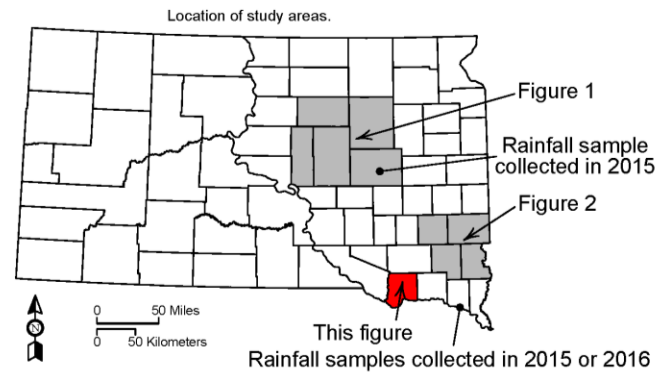 Location of study areas.
Figure 1
Rainfall sample
collected in 2015
Figure 2
N
0 50 Miles
0 50 Kilometers
This figure
Rainfall samples collected in 2015 or 2016